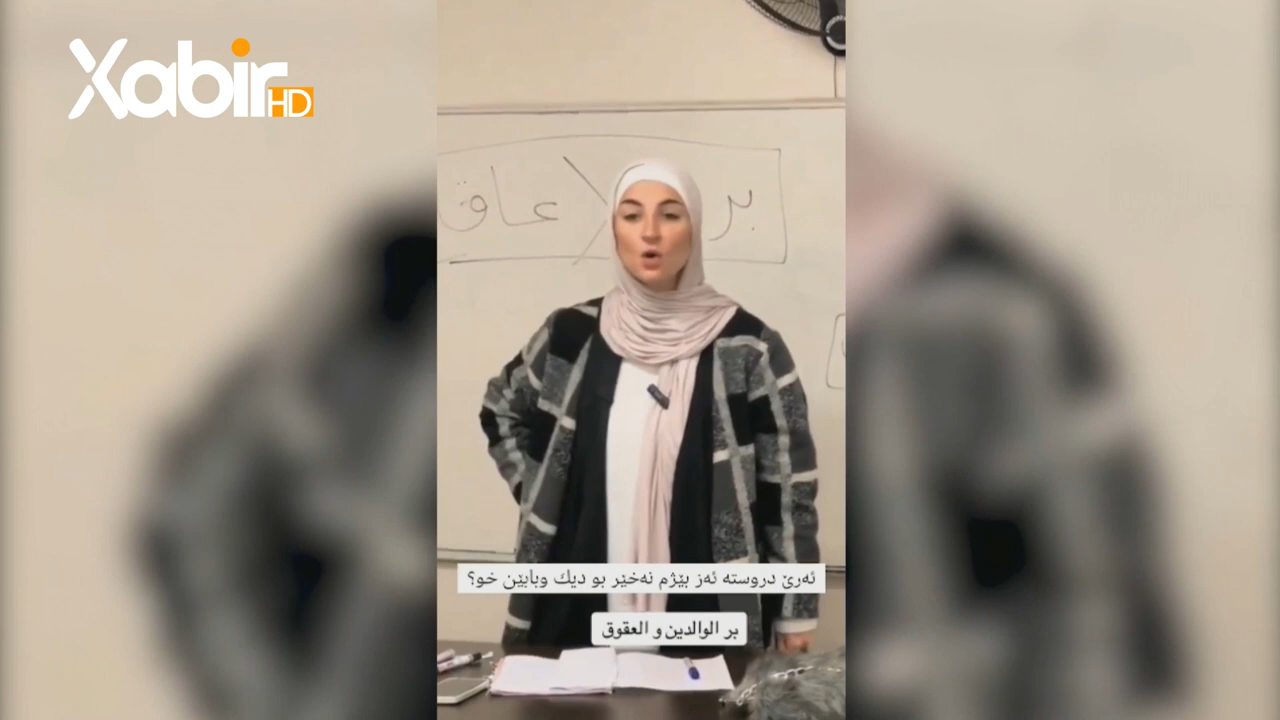 Xabir HD
بر
لا عاق
ئەرێ دروستە ئەز بێژم نەخێر بو دیك وبابێن خو؟
بر الوالدين و العقوق